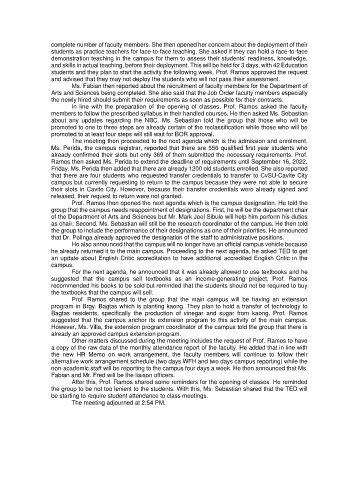 complete number of faculty members. She then opened her concern about the deployment of their
students as practice teachers for face-to-face teaching. She asked if they can hold a face-to-face
demonstration teaching in the campus for them to assess their students' readiness, knowledge,
and skills in actual teaching, before their deployment. This will be held for 3 days, with 42 Education
students and they plan to start the activity the following week. Prof. Ramos approved the request
and advised that they may not deploy the students who will not pass their assessment.
Ms. Fabian then reported about the recruitment of faculty members for the Department of
Arts and Sciences being completed. She also said that the Job Order faculty members especially
the newly hired should submit their requirements as soon as possible for their contracts.
In line with the preparation of the opening of classes, Prof. Ramos asked the faculty
members to follow the prescribed syllabus in their handled courses. He then asked Ms. Sebastian
about any updates regarding the NBC. Ms. Sebastian told the group that those who will be
promoted to one to three steps are already certain of the reclassification while those who will be
promoted to at least four steps will still wait for BOR approval.
The meeting then proceeded to the next agenda which is the admission and enrolment.
Ms. Perida, the campus registrar, reported that there are 556 qualified first year students who
already confirmed their slots but only 369 of them submitted the necessary requirements. Prof.
Ramos then asked Ms. Perida to extend the deadline of requirements until September 16, 2022,
Friday. Ms. Perida then added that there are already 1200 old students enrolled. She also reported
that there are four students who requested transfer credentials to transfer to CvSU-Cavite City
campus but currently requesting to return to the campus because they were not able to secure
their slots in Cavite City. However, because their transfer credentials were already signed and
released, their request to return were not granted.
Prof. Ramos then opened the next agenda which is the campus designation. He told the
group that the campus needs reappointment of designations. First, he will be the department chair
of the Department of Arts and Sciences but Mr. Mark Joel Sibulo will help him perform his duties
as chair. Second, Ms. Sebastian will still be the research coordinator of the campus. He then told
the group to include the performance of their designations as one of their priorities. He announced
that Dr. Polinga already approved the designation of the staff to administrative positions.
He also announced that the campus will no longer have an official campus vehicle because
he already returned it to the main campus. Proceeding to the next agenda, he asked TED to get
an update about English Critic accreditation to have additional accredited English Critic in the
campus.
For the next agenda, he announced that it was already allowed to use textbooks and he
suggested that the campus sell textbooks as an income-generating project. Prof. Ramos
recommended his books to be sold but reminded that the students should not be required to buy
the textbooks that the campus will sell.
Prof. Ramos shared to the group that the main campus will be having an extension
program in Brgy. Bagtas which is planting kaong. They plan to hold a transfer of technology to
Bagtas residents, specifically the production of vinegar and sugar from kaong. Prof. Ramos
suggested that the campus anchor its extension program to this activity of the main campus.
However, Ms. Villa, the extension program coordinator of the campus told the group that there is
already an approved campus extension program.
Other matters discussed during the meeting includes the request of Prof. Ramos to have
a copy of the raw data of the monthly attendance report of the faculty. He added that in line with
the new HR Memo on work arrangement, the faculty members will continue to follow their
alternative work arrangement schedule (two days WFH and two days campus reporting) while the
non-academic staff will be reporting to the campus four days a week. He then announced that Ms.
Fabian and Mr. Fred will be the liaison officers.
After this, Prof. Ramos shared some reminders for the opening of classes. He reminded
the group to be not too lenient to the students. With this, Ms. Sebastian shared that the TED will
be starting to require student attendance to class meetings.
The meeting adjourned at 2:54 PM.